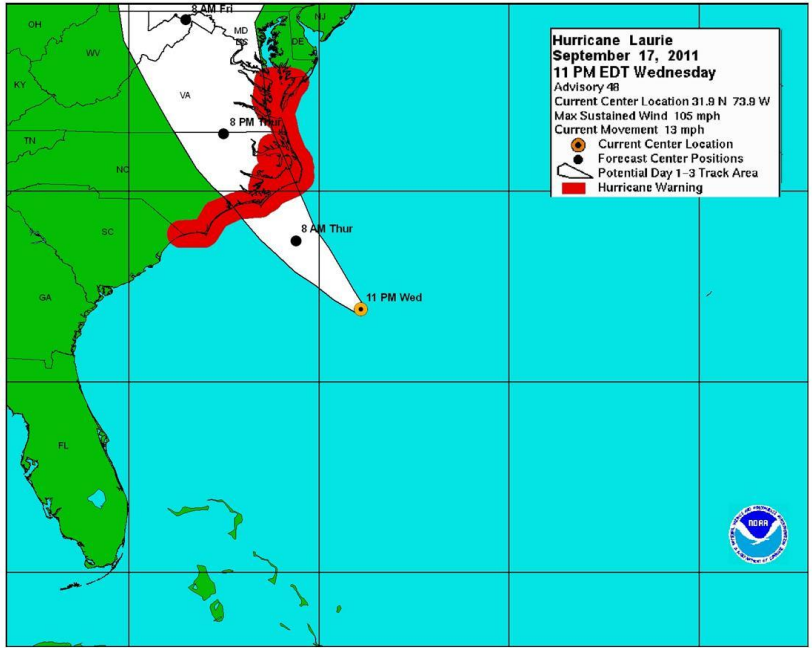 8 AM Fri
NJ
OH
MD
DE
WV
KY
VA
8 PM Thur
TN
NC
8 AM Thur
SC
11 PM Wed
GA
FL
Hurricane Laurie
September 17, 2011
11 PM EDT Wednesday
Advisory 48
Current Center Location 31.9 N 73.9 W
Max Sustained Wind 105 mph
Current Movement 13 mph
Current Center Location
Forecast Center Positions
Potential Day 1-3 Track Area
Hurricane Warning
NOAA